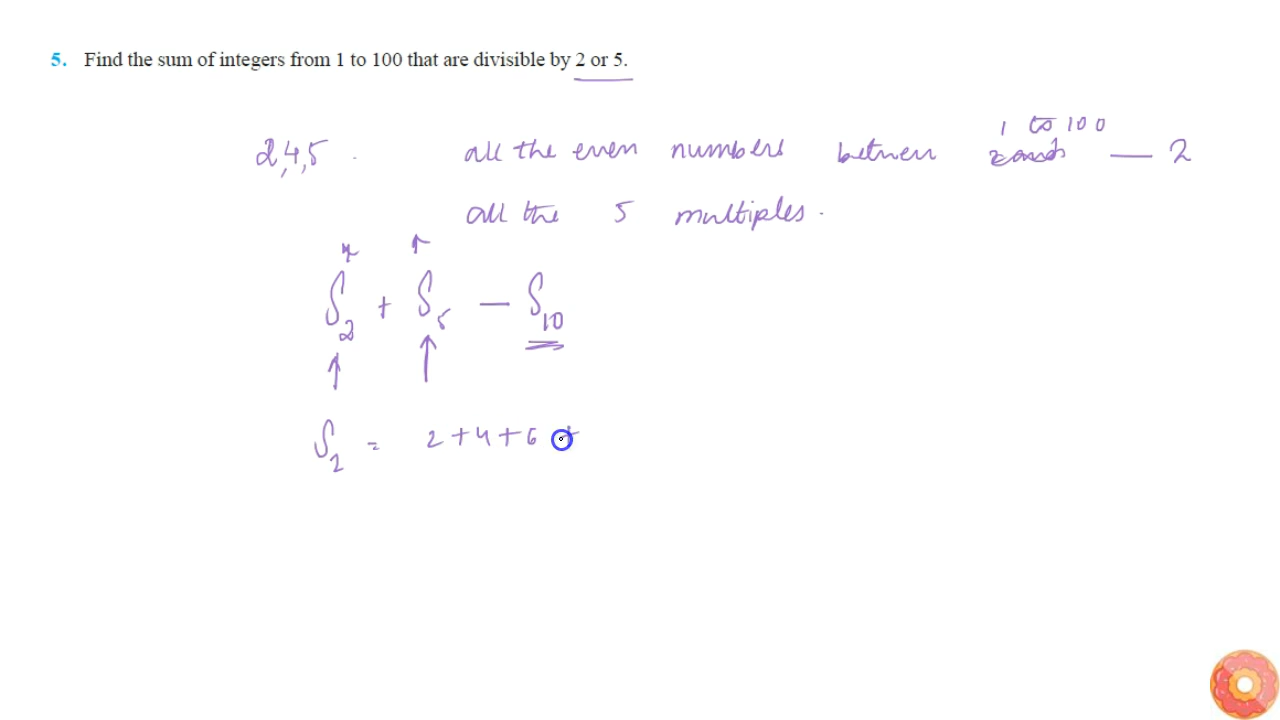 5. Find the sum of integers from 1 to 100 that are divisible by 2 or 5.
1 to 100
2,4,5 . all the even numbers between — 2
all the 5 multiples.
S2 + S5 — S10
S2 = 2+4+6 +